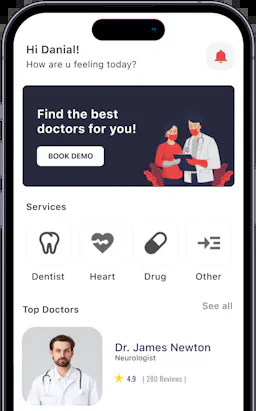 Hi Danial!
How are u feeling today?
Find the best
doctors for you!
BOOK DEMO
Services
Dentist
Heart
Drug
Other
Top Doctors
See all
Dr. James Newton
Neurologist
4.9 ( 280 Reviews )